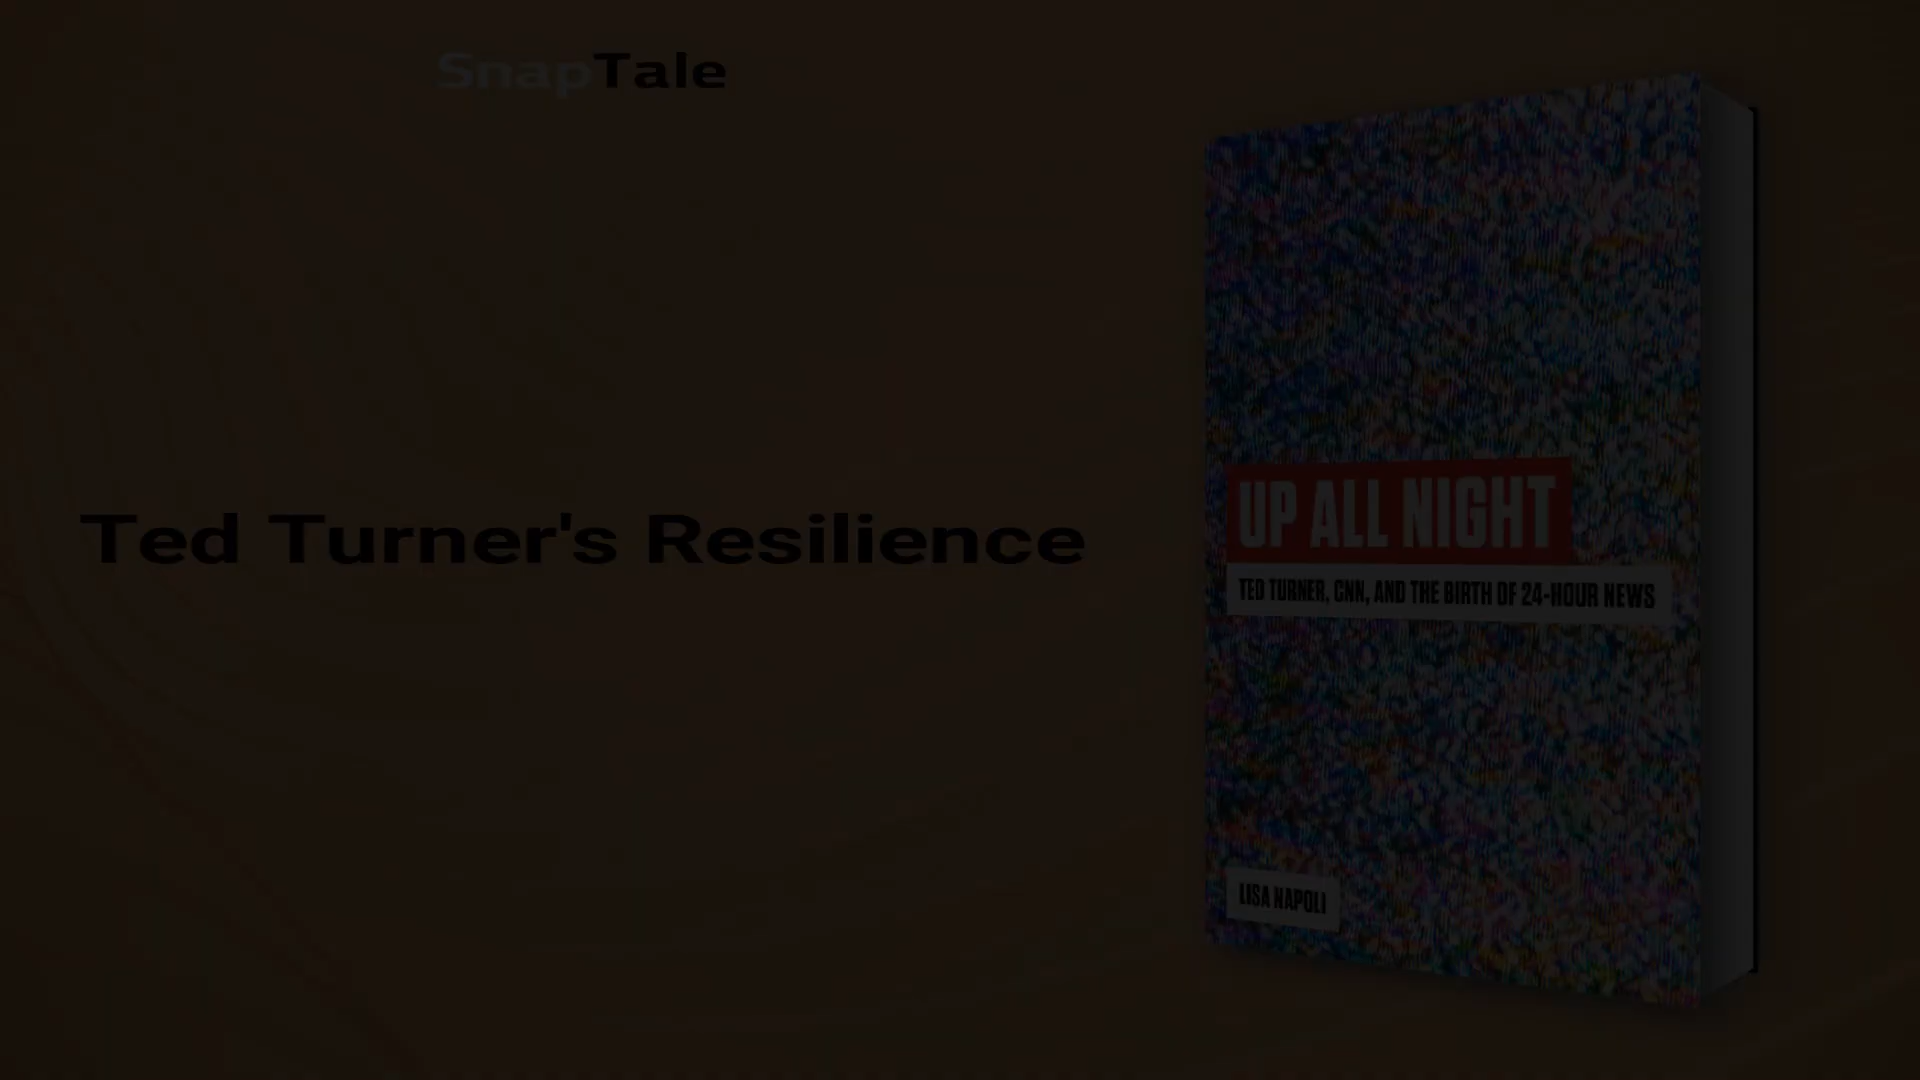 SnapTale
Ted Turner's Resilience
UP ALL NIGHT
TED TURNER, CNN, AND THE BIRTH OF 24-HOUR NEWS
LISA NAPOLI